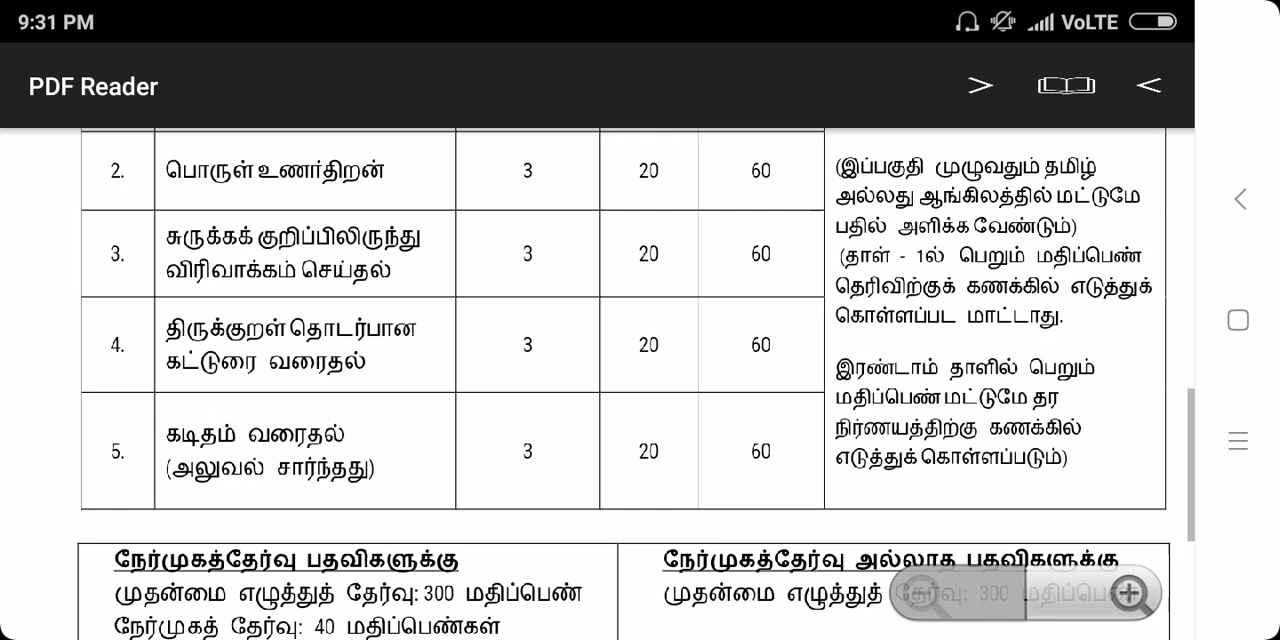 9:31 PM
VoLTE
PDF Reader
2.
பொருள் உணர்திறன்
3
20
60
3.
சுருக்கக் குறிப்பிலிருந்து
விரிவாக்கம் செய்தல்
3
20
60
4.
திருக்குறள் தொடர்பான
கட்டுரை வரைதல்
3
20
60
5.
கடிதம் வரைதல்
(அலுவல் சார்ந்தது)
3
20
60
(இப்பகுதி முழுவதும் தமிழ்
அல்லது ஆங்கிலத்தில் மட்டுமே
பதில் அளிக்க வேண்டும்)
(தாள் - 1ல் பெறும் மதிப்பெண்
தெரிவிற்குக் கணக்கில் எடுத்துக்
கொள்ளப்பட மாட்டாது.
இரண்டாம் தாளில் பெறும்
மதிப்பெண் மட்டுமே தர
நிர்ணயத்திற்கு கணக்கில்
எடுத்துக் கொள்ளப்படும்)
நேர்முகத்தேர்வு பதவிகளுக்கு
முதன்மை எழுத்துத் தேர்வு: 300 மதிப்பெண்
நேர்முகத் தேர்வு: 40 மதிப்பெண்கள்
நேர்முகத்தேர்வு அல்லாத பதவிகளுக்கு
முதன்மை எழுத்துத் தேர்வு: 300